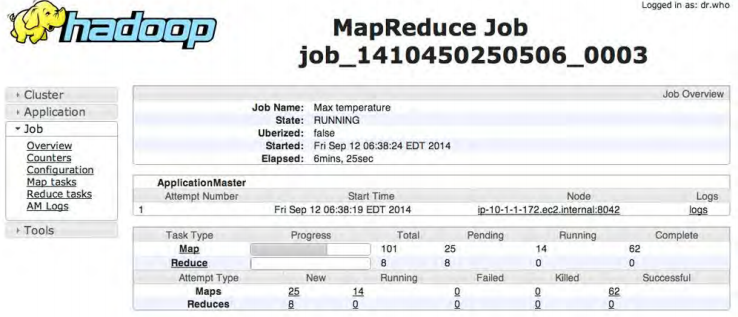 Logged in as: dr.who
hadoop
MapReduce Job
job_1410450250506_0003
Cluster
Application
Job
Overview
Counters
Configuration
Map tasks
Reduce tasks
AM Logs
Tools
Job Overview
Job Name: Max temperature
State: RUNNING
Uberized: false
Started: Fri Sep 12 06:38:24 EDT 2014
Elapsed: 6mins, 25sec
ApplicationMaster
Attempt Number Start Time Node Logs
1 Fri Sep 12 06:38:19 EDT 2014 ip-10-1-1-172.ec2.internal:8042 logs
Task Type Progress Total Pending Running Complete
Map 101 25 14 62
Reduce 8 8 0 0
Attempt Type New Running Failed Killed Successful
Maps 25 14 0 0 62
Reduces 8 0 0 0 0